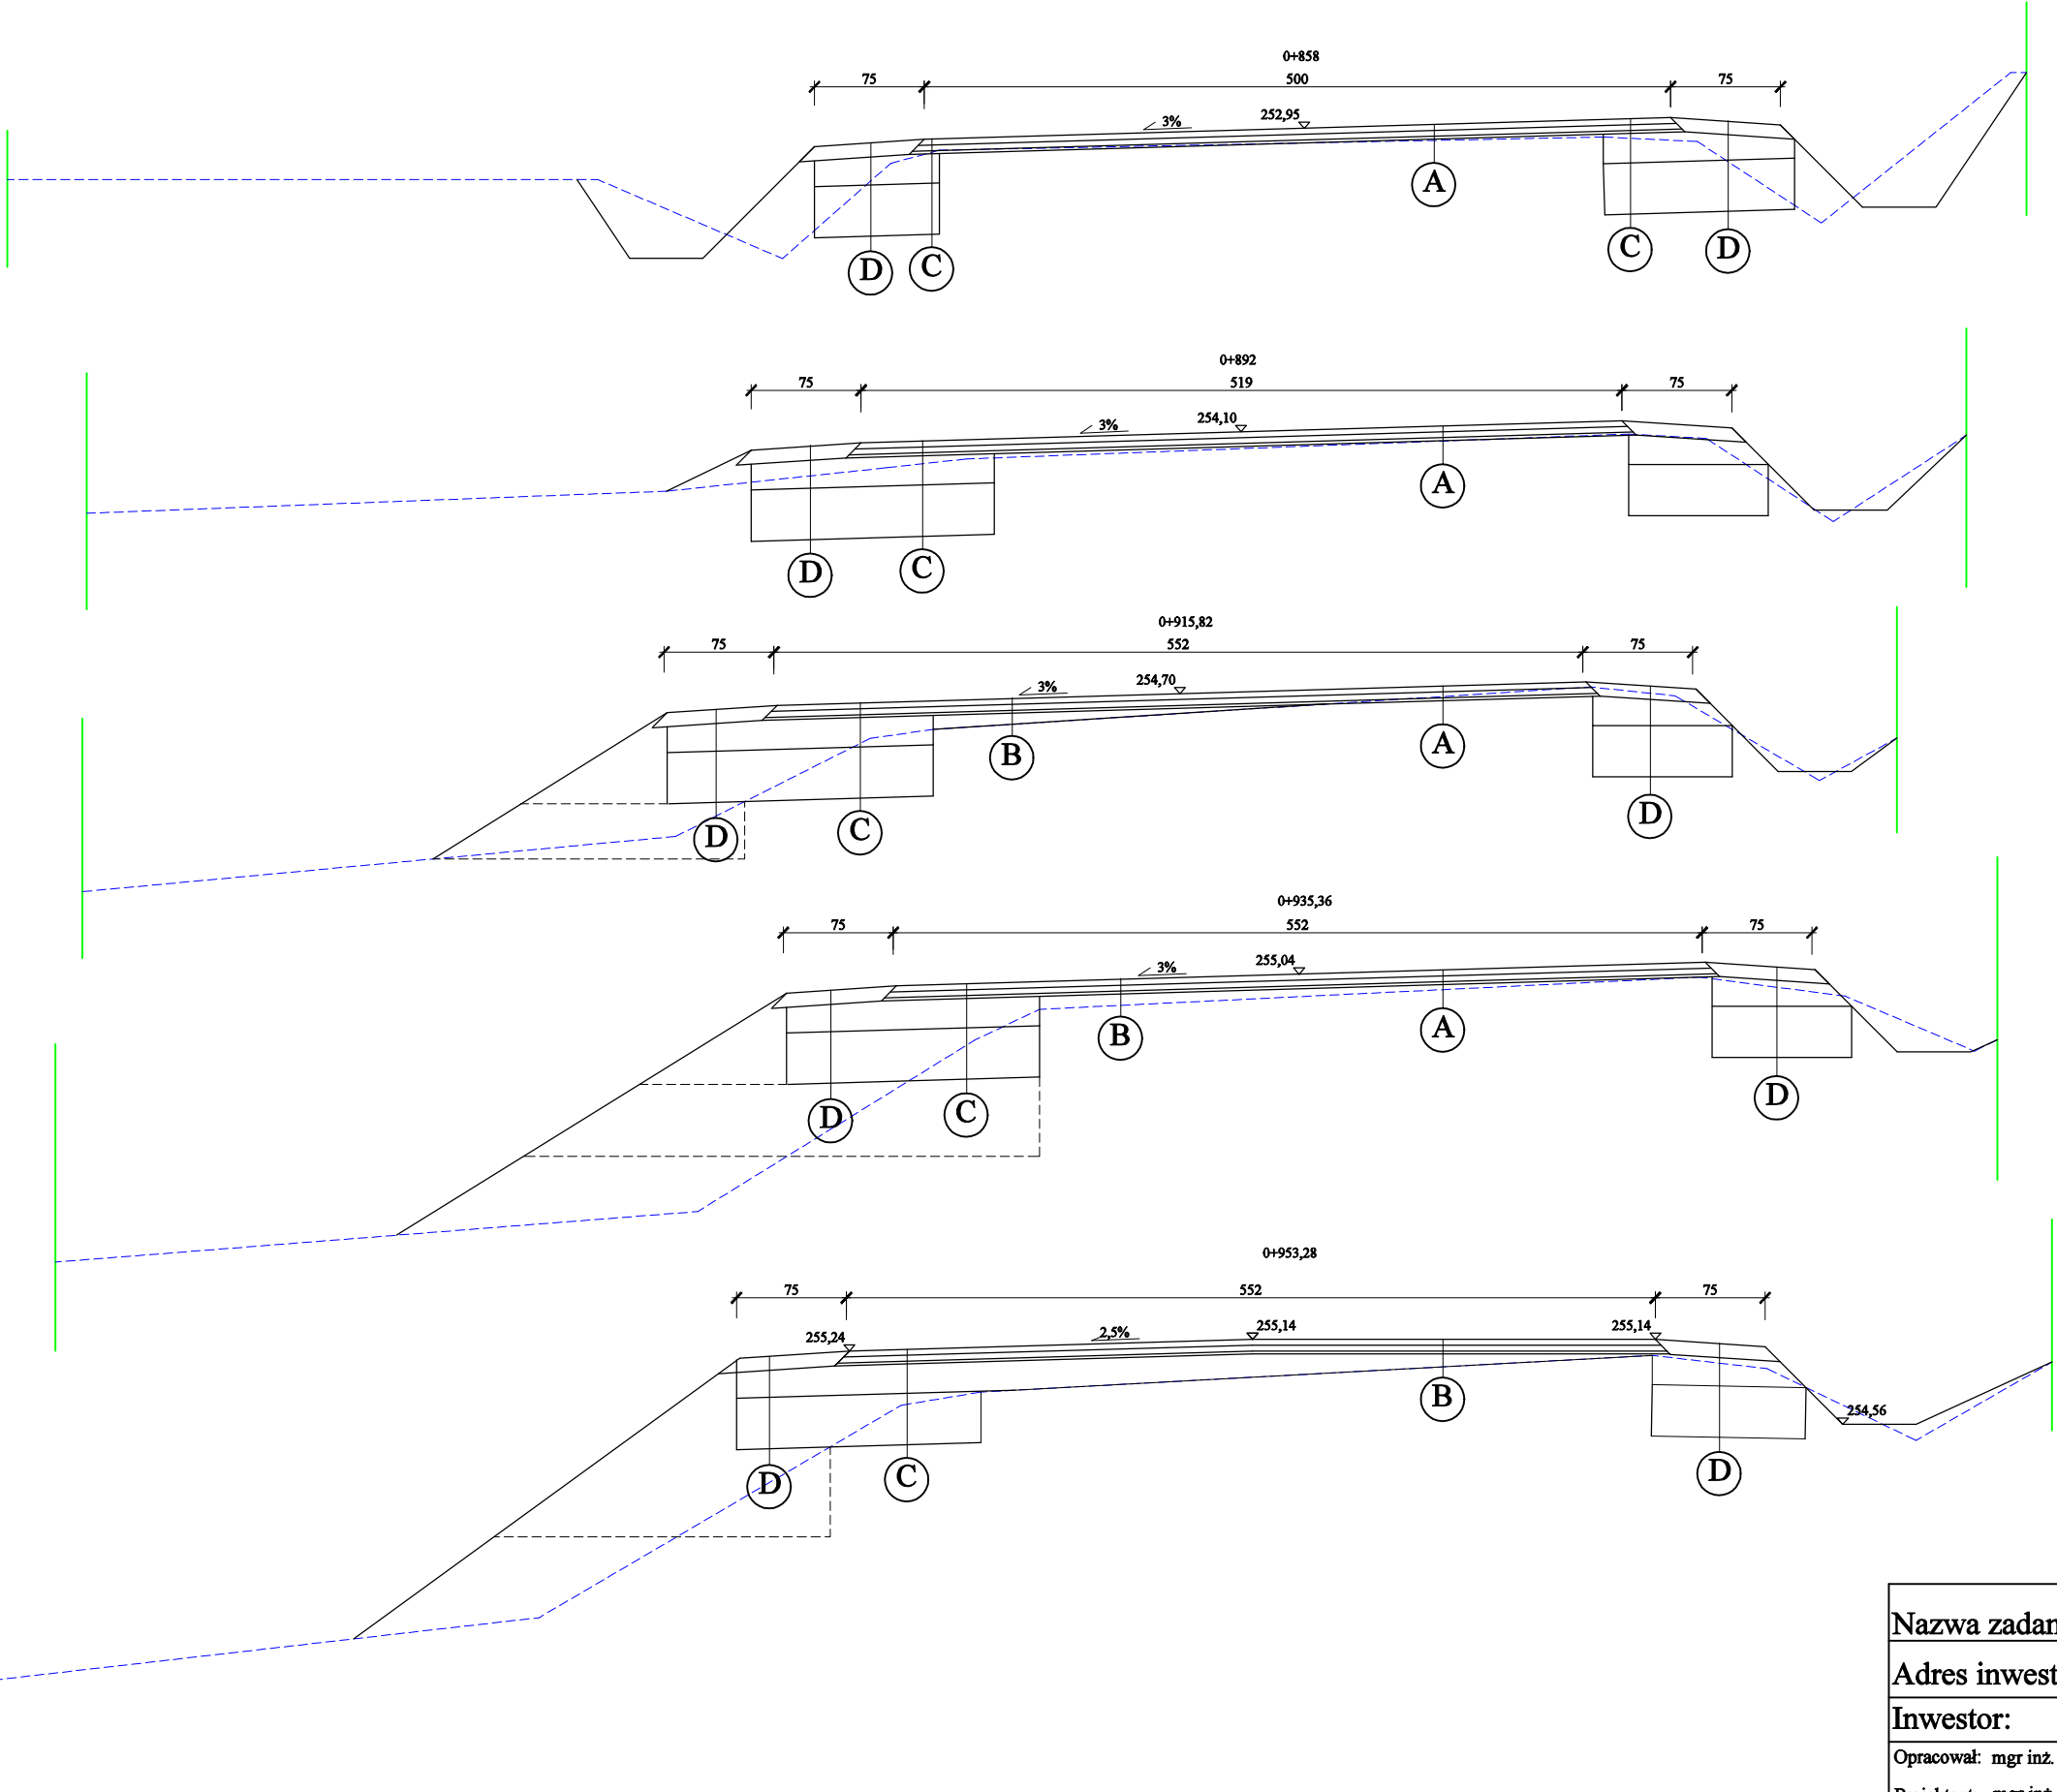 0+858
75 500 75
3% 252,95
A
D C C D
0+892
75 519 75
3% 254,10
A
D C
0+915,82
75 552 75
3% 254,70
B A
D C D
0+935,36
75 552 75
3% 255,04
B A
D C D
0+953,28
75 552 75
255,24 2,5% 255,14 255,14
B 254,56
D C D
Nazwa zadan
Adres inwest
Inwestor:
Opracował: mgr inż.